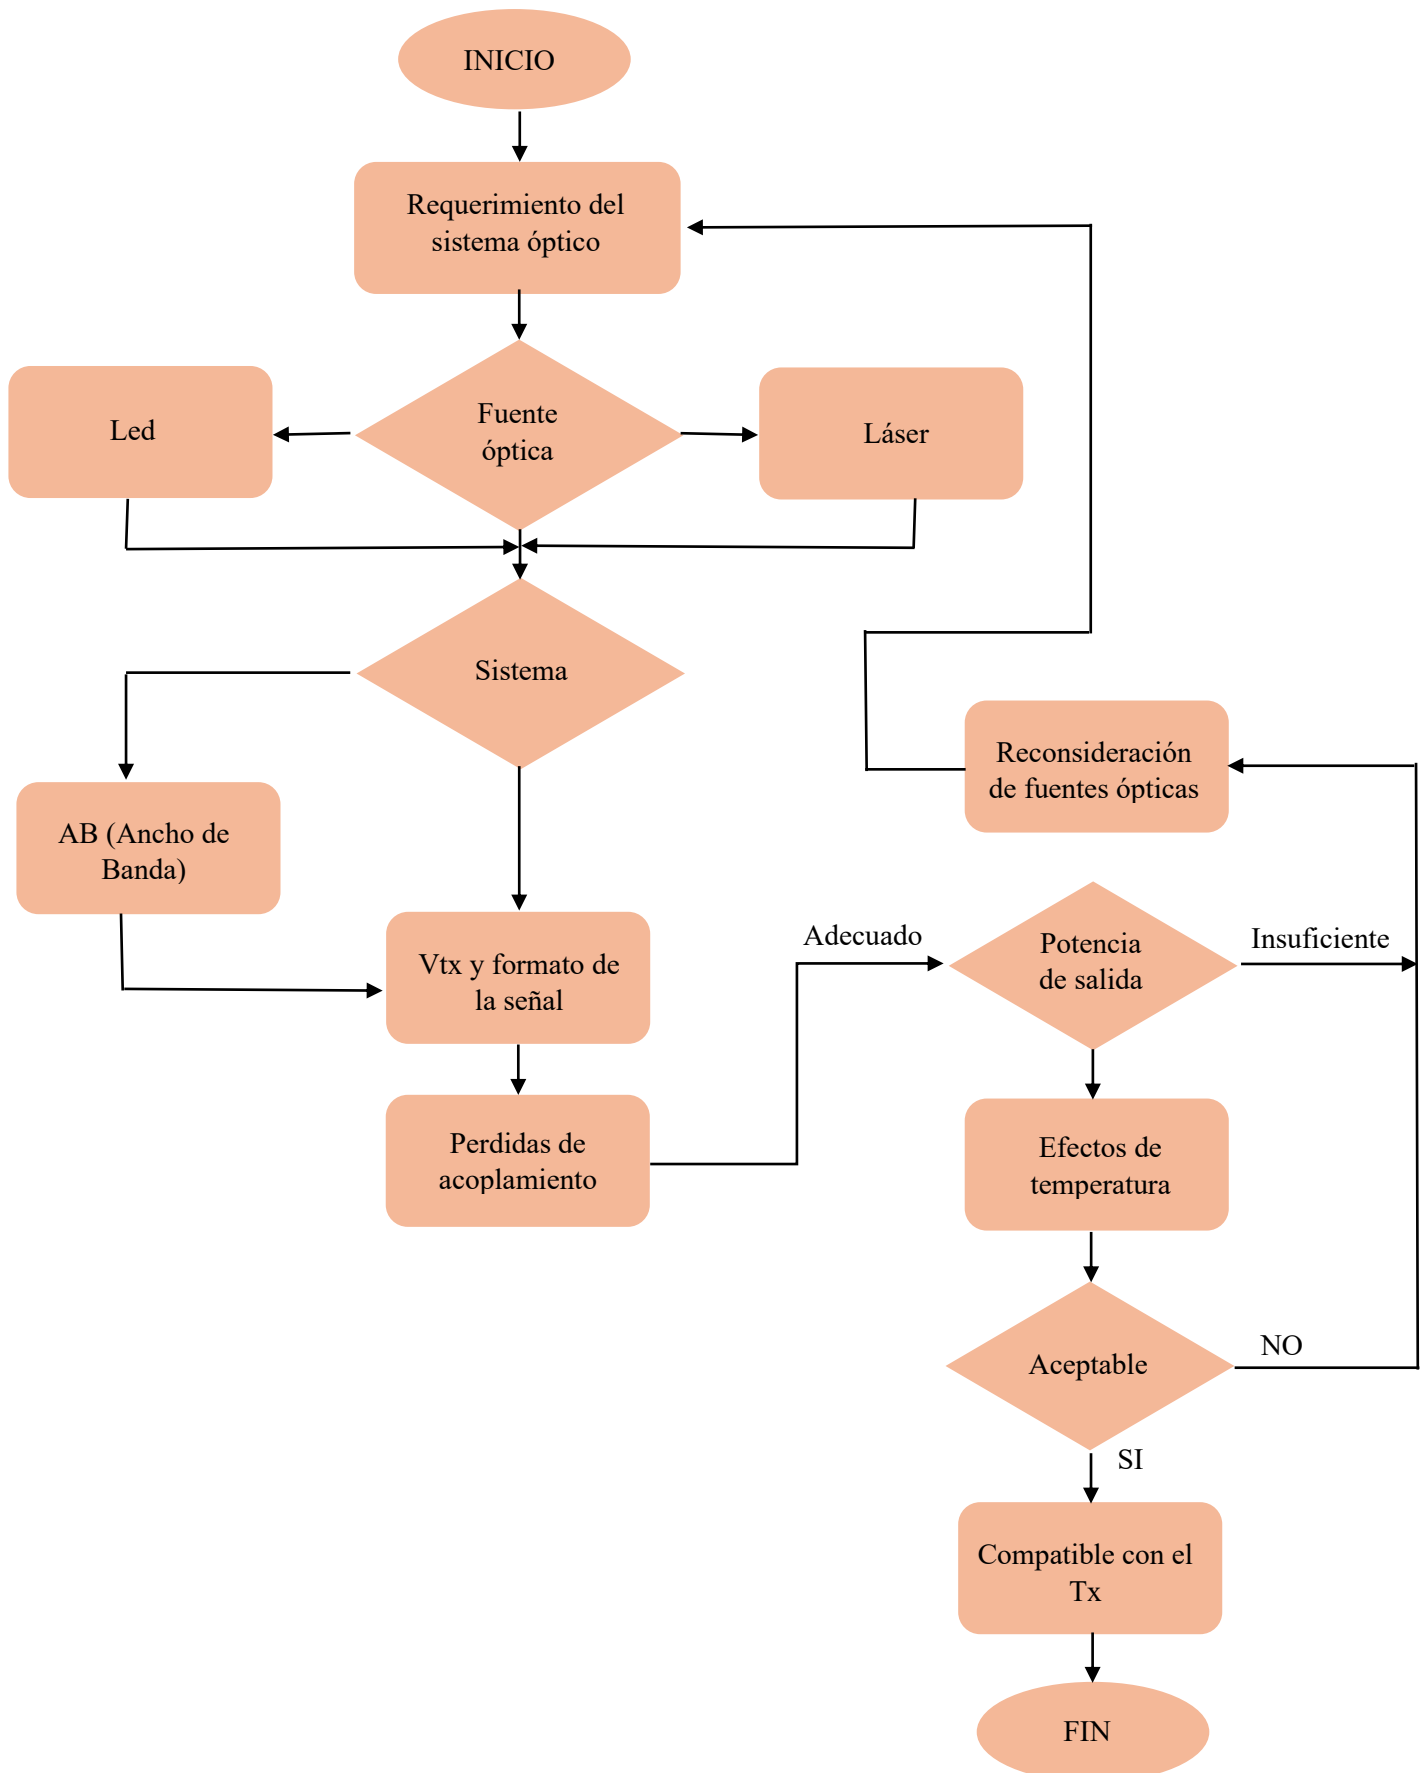 INICIO
Requerimiento del
sistema óptico
Led
Fuente
óptica
Láser
Sistema
Reconsideración
de fuentes ópticas
AB (Ancho de
Banda)
Vtx y formato de
la señal
Adecuado
Potencia
de salida
Insuficiente
Perdidas de
acoplamiento
Efectos de
temperatura
Aceptable
NO
SI
Compatible con el
Tx
FIN